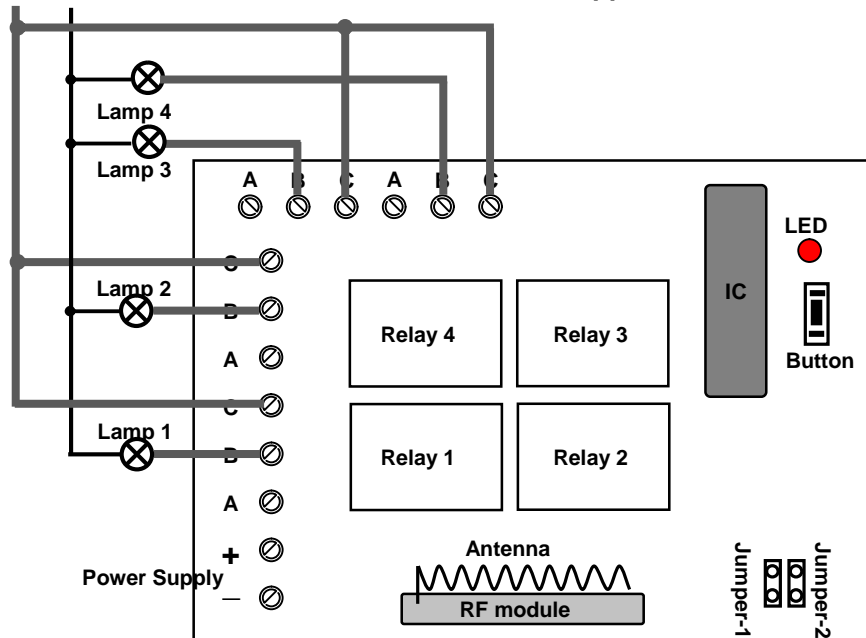 Lamp 4
Lamp 3
A B C A B C
LED
C
Lamp 2
IC
B
Relay 4 Relay 3
Button
A
C
Lamp 1
B
Relay 1 Relay 2
A
+
Antenna
Power Supply
–
RF module
Jumper-1
Jumper-2